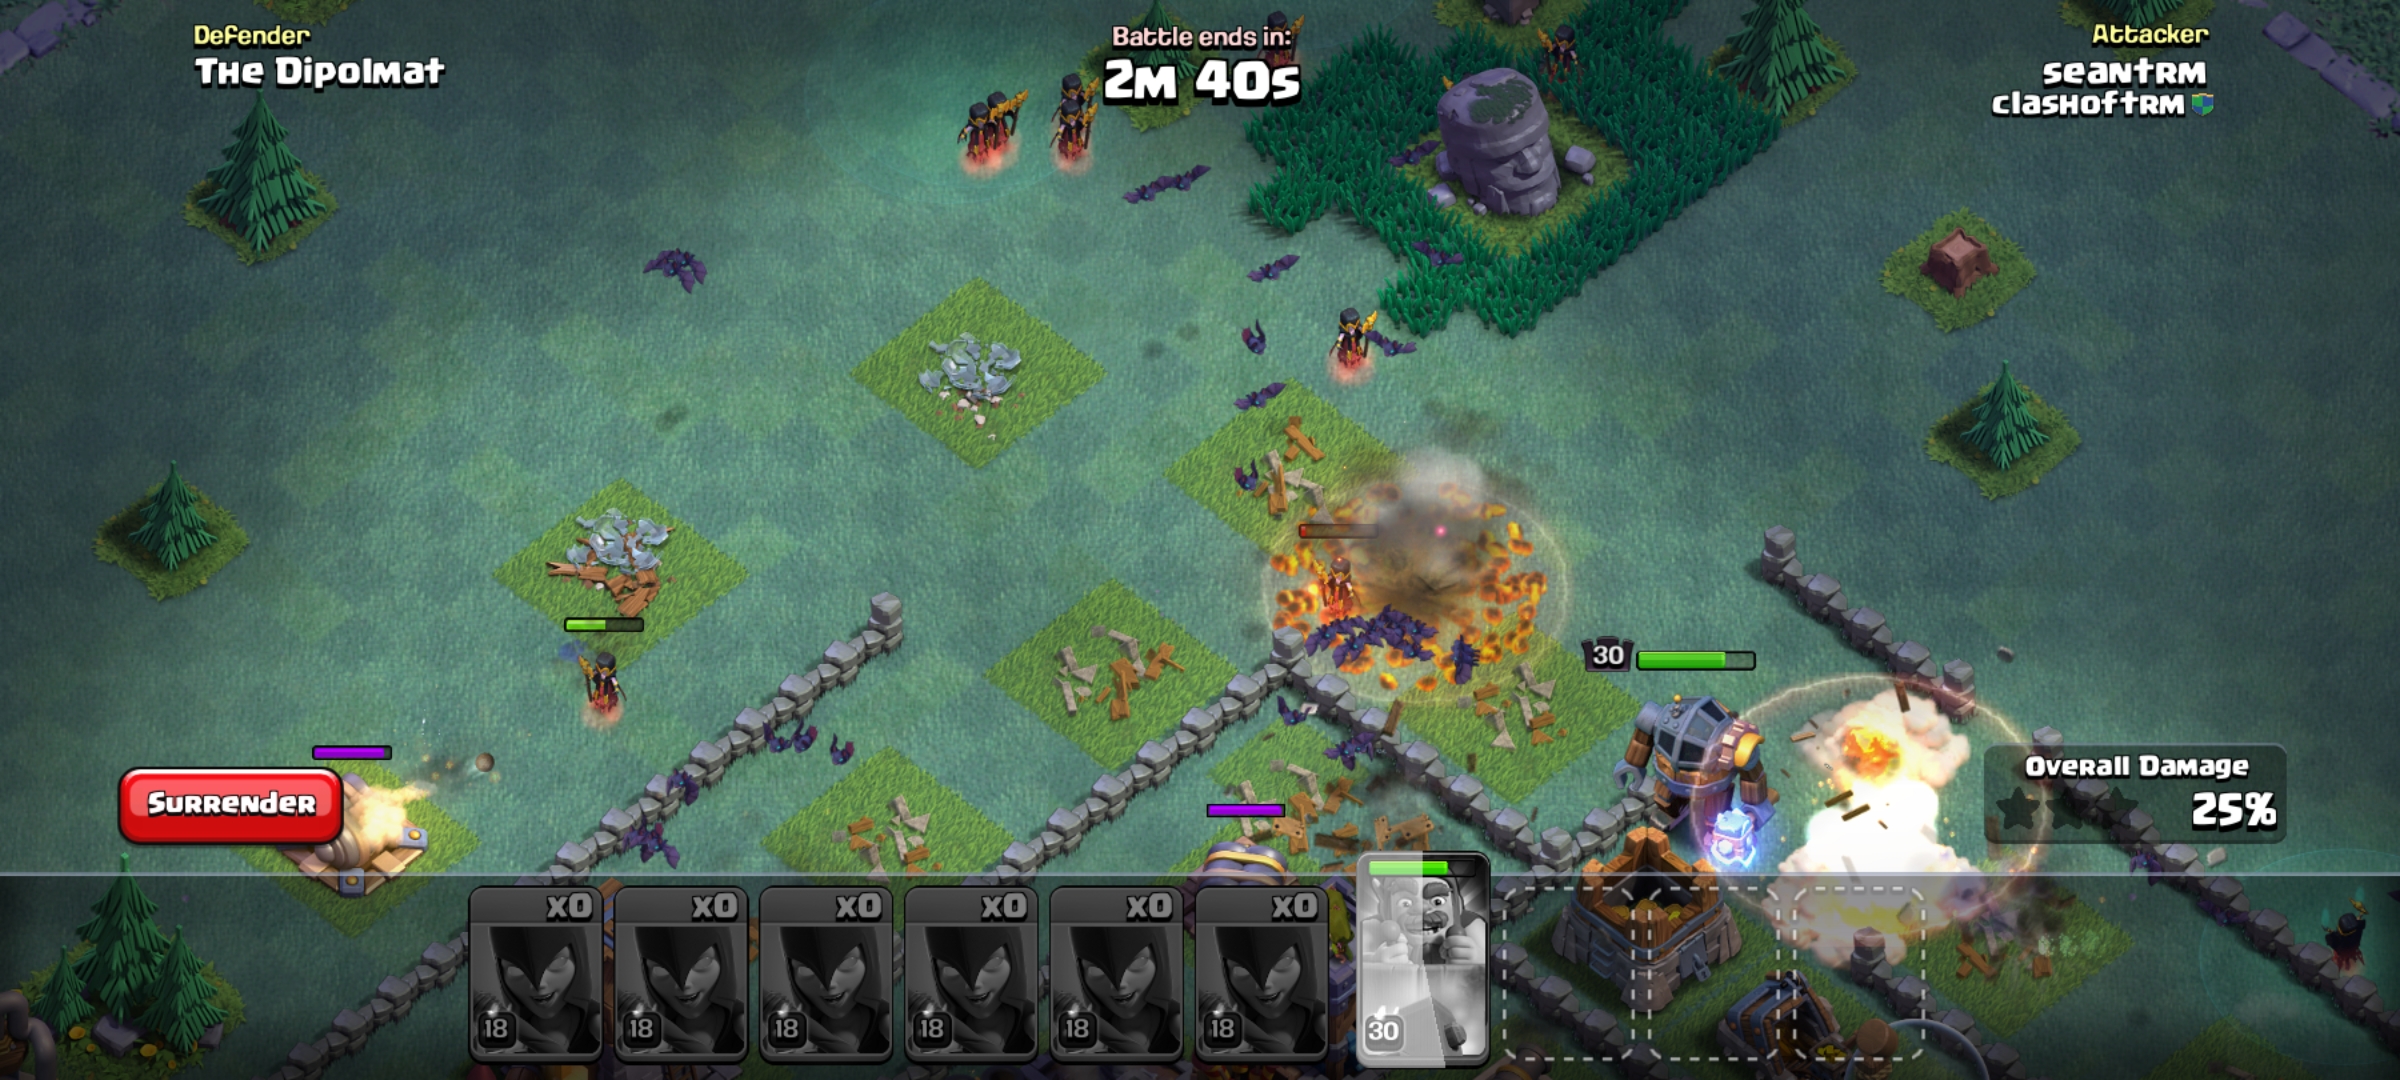 Defender
The Dipolmat
Battle ends in:
2m 40s
Attacker
seantrm
clashoftrm
30
Surrender
Overall Damage
25%
x0
x0
x0
x0
x0
x0
18
18
18
18
18
18
30